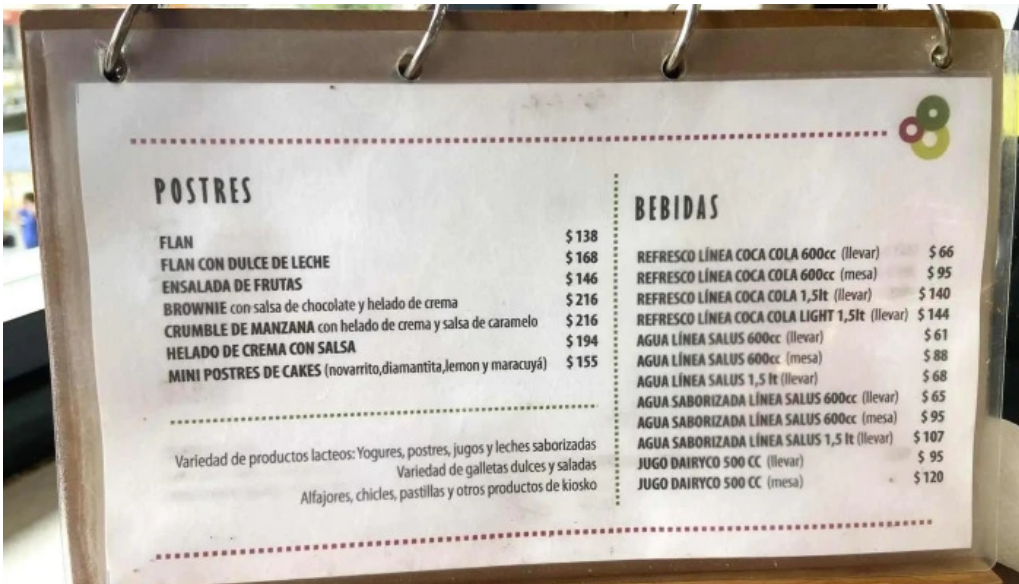 POSTRES
FLAN $ 138
FLAN CON DULCE DE LECHE $ 168
ENSALADA DE FRUTAS $ 146
BROWNIE con salsa de chocolate y helado de crema $ 216
CRUMBLE DE MANZANA con helado de crema y salsa de caramelo $ 216
HELADO DE CREMA CON SALSA $ 194
MINI POSTRES DE CAKES (novarrito,diamantita,lemon y maracuyá) $ 155
Variedad de productos lacteos: Yogures, postres, jugos y leches saborizadas
Variedad de galletas dulces y saladas
Alfajores, chicles, pastillas y otros productos de kiosko
BEBIDAS
REFRESCO LÍNEA COCA COLA 600cc (llevar) $ 66
REFRESCO LÍNEA COCA COLA 600cc (mesa) $ 95
REFRESCO LÍNEA COCA COLA 1,5lt (llevar) $ 140
REFRESCO LÍNEA COCA COLA LIGHT 1,5lt (llevar) $ 144
AGUA LÍNEA SALUS 600cc (llevar) $ 61
AGUA LÍNEA SALUS 600cc (mesa) $ 88
AGUA LÍNEA SALUS 1,5 lt (llevar) $ 68
AGUA SABORIZADA LÍNEA SALUS 600cc (llevar) $ 65
AGUA SABORIZADA LÍNEA SALUS 600cc (mesa) $ 95
AGUA SABORIZADA LÍNEA SALUS 1,5 lt (llevar) $ 107
JUGO DAIRYCO 500 CC (llevar) $ 95
JUGO DAIRYCO 500 CC (mesa) $ 120